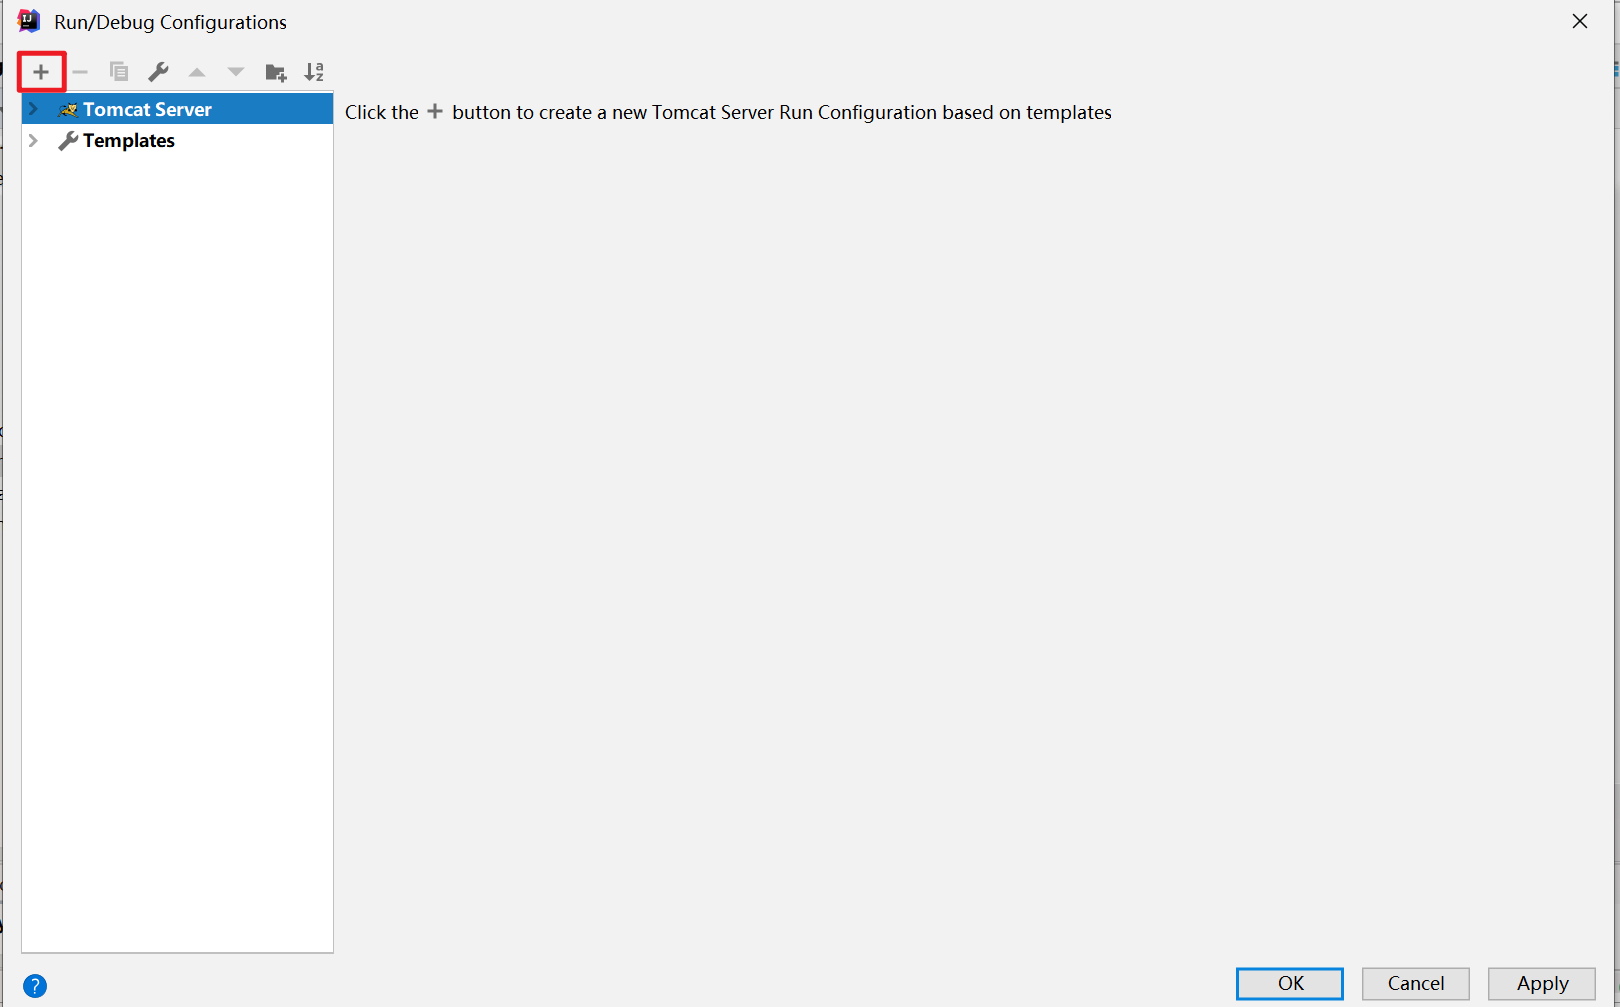 Run/Debug Configurations
Tomcat Server
Click the + button to create a new Tomcat Server Run Configuration based on templates
Templates
OK
Cancel
Apply